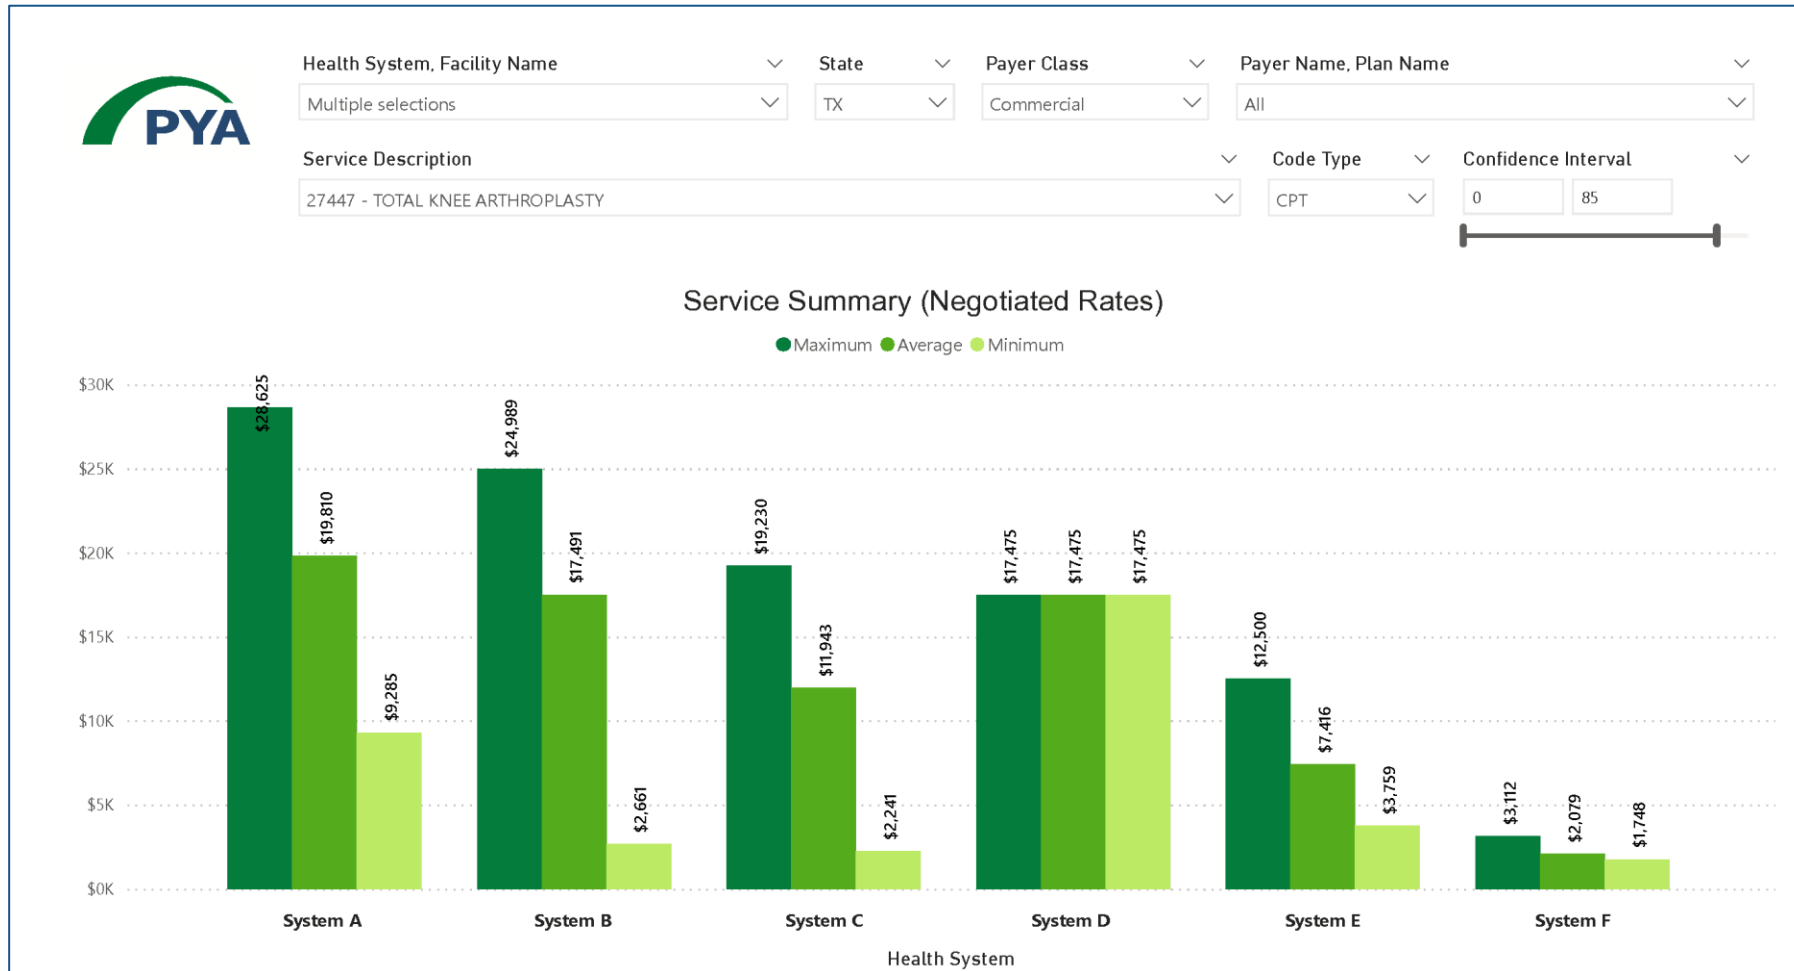 PYA
Health System, Facility Name
State
Payer Class
Payer Name, Plan Name
Multiple selections
TX
Commercial
All
Service Description
Code Type
Confidence Interval
27447 - TOTAL KNEE ARTHROPLASTY
CPT
0
85
Service Summary (Negotiated Rates)
Maximum Average Minimum
$30K
$25K
$20K
$15K
$10K
$5K
$0K
$28,625
$19,810
$9,285
$24,989
$17,491
$2,661
$19,230
$11,943
$2,241
$17,475
$17,475
$17,475
$12,500
$7,416
$3,759
$3,112
$2,079
$1,748
System A
System B
System C
System D
System E
System F
Health System